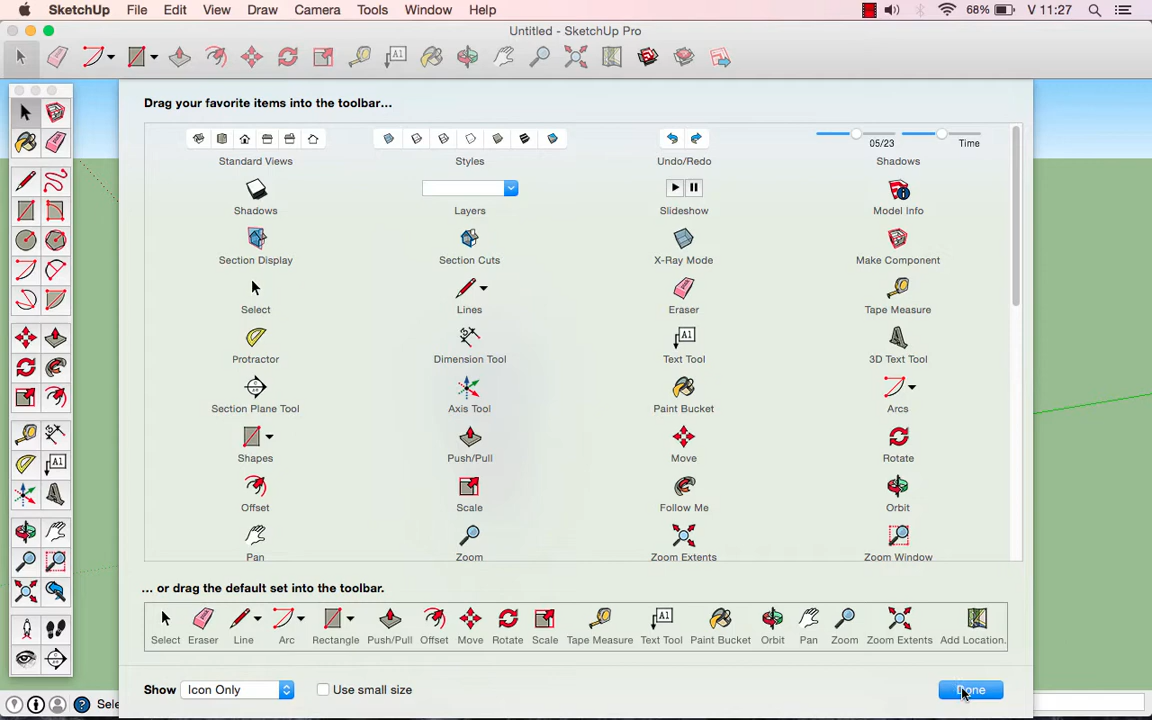 SketchUp File Edit View Draw Camera Tools Window Help 68% V 11:27
Untitled - SketchUp Pro
A1
Drag your favorite items into the toolbar...
05/23 Time
Standard Views Styles Undo/Redo Shadows
Shadows Layers Slideshow Model Info
Section Display Section Cuts X-Ray Mode Make Component
Select Lines Eraser Tape Measure
A1
Protractor Dimension Tool Text Tool 3D Text Tool
Section Plane Tool Axis Tool Paint Bucket Arcs
A1
Shapes Push/Pull Move Rotate
Offset Scale Follow Me Orbit
Pan Zoom Zoom Extents Zoom Window
... or drag the default set into the toolbar.
A1
Select Eraser Line Arc Rectangle Push/Pull Offset Move Rotate Scale Tape Measure Text Tool Paint Bucket Orbit Pan Zoom Zoom Extents Add Location.
Show Icon Only Use small size Done
Sele